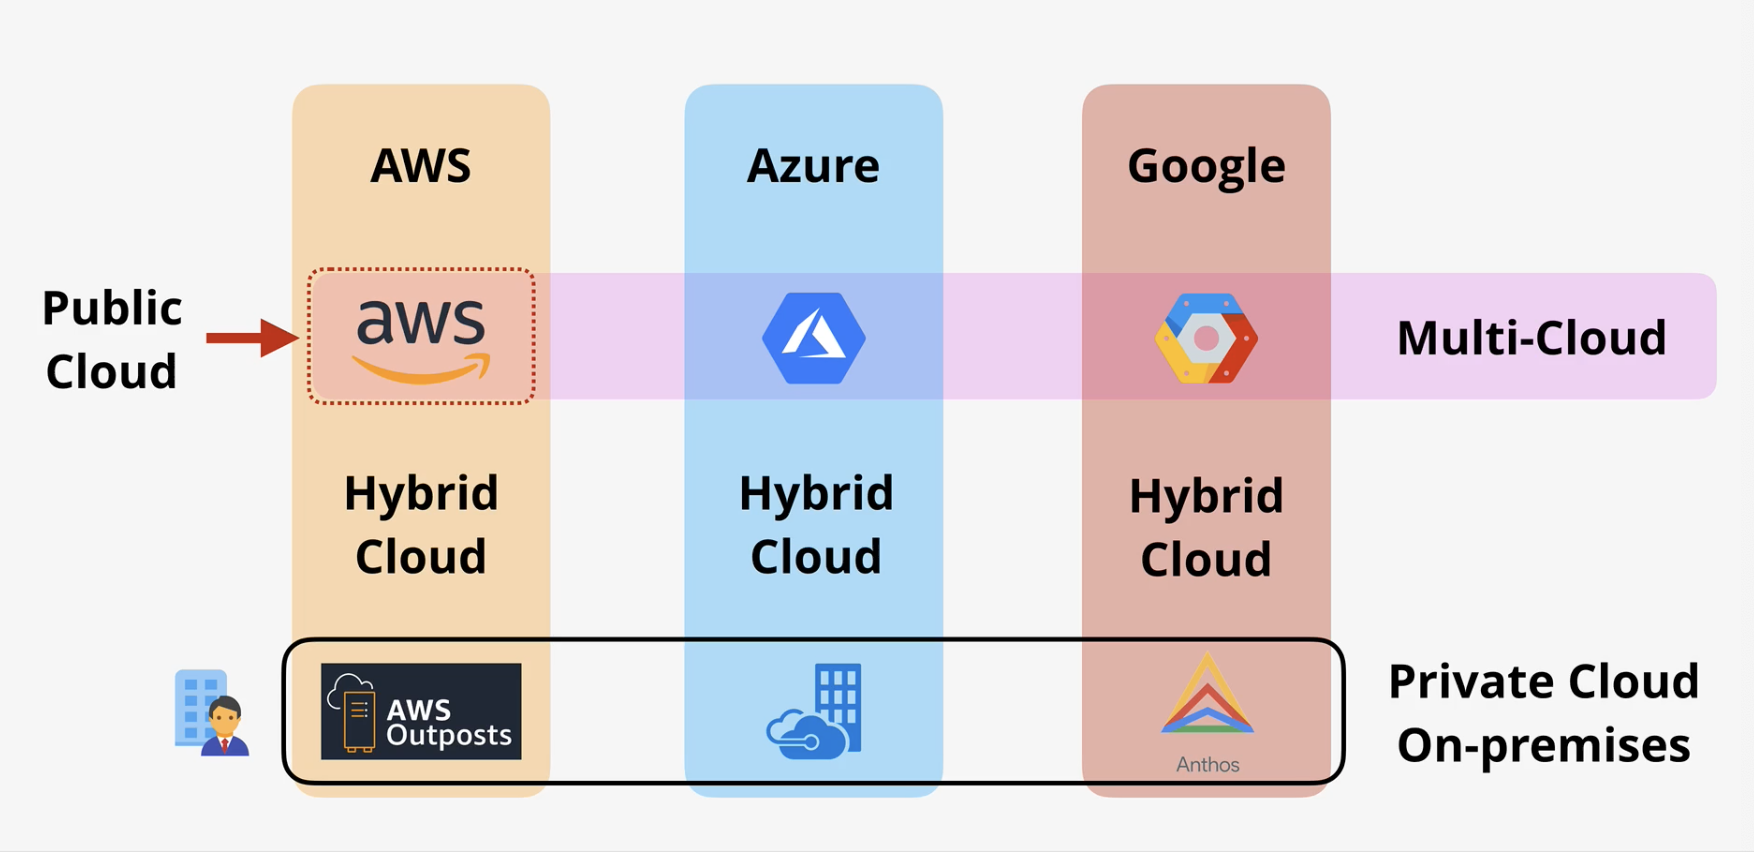 AWS
Azure
Google
Public
Cloud
aws
Multi-Cloud
Hybrid
Cloud
Hybrid
Cloud
Hybrid
Cloud
AWS
Outposts
Anthos
Private Cloud
On-premises